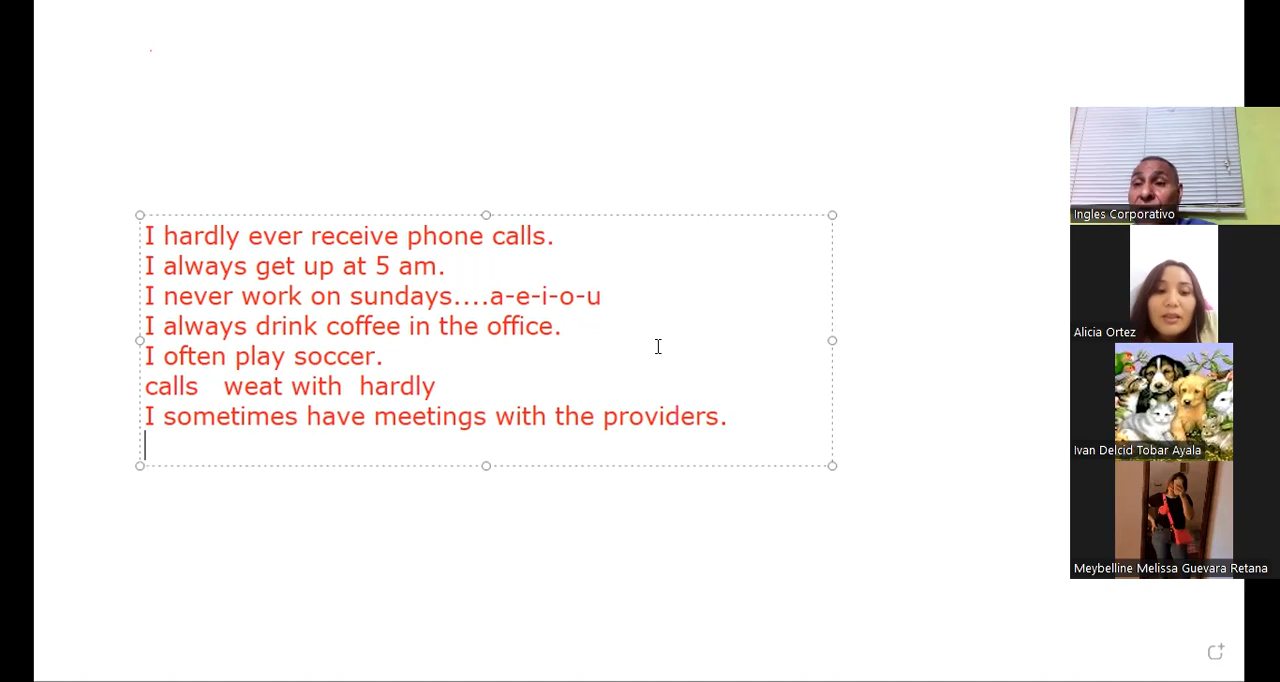 I hardly ever receive phone calls.
I always get up at 5 am.
I never work on sundays....a-e-i-o-u
I always drink coffee in the office.
I often play soccer.
calls weat with hardly
I sometimes have meetings with the providers.
Ingles Corporativo
Alicia Ortez
Ivan Delcid Tobar Ayala
Meybelline Melissa Guevara Retana